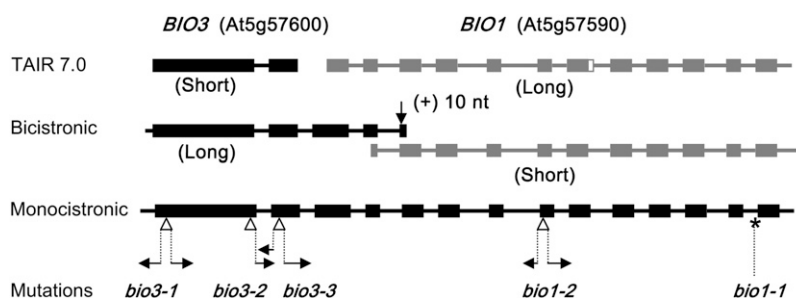 BIO3 (At5g57600) BIO1 (At5g57590)
TAIR 7.0
(Short) (Long)
(+) 10 nt
Bicistronic
(Long)
(Short)
Monocistronic
*
Mutations bio3-1 bio3-2 bio3-3 bio1-2 bio1-1